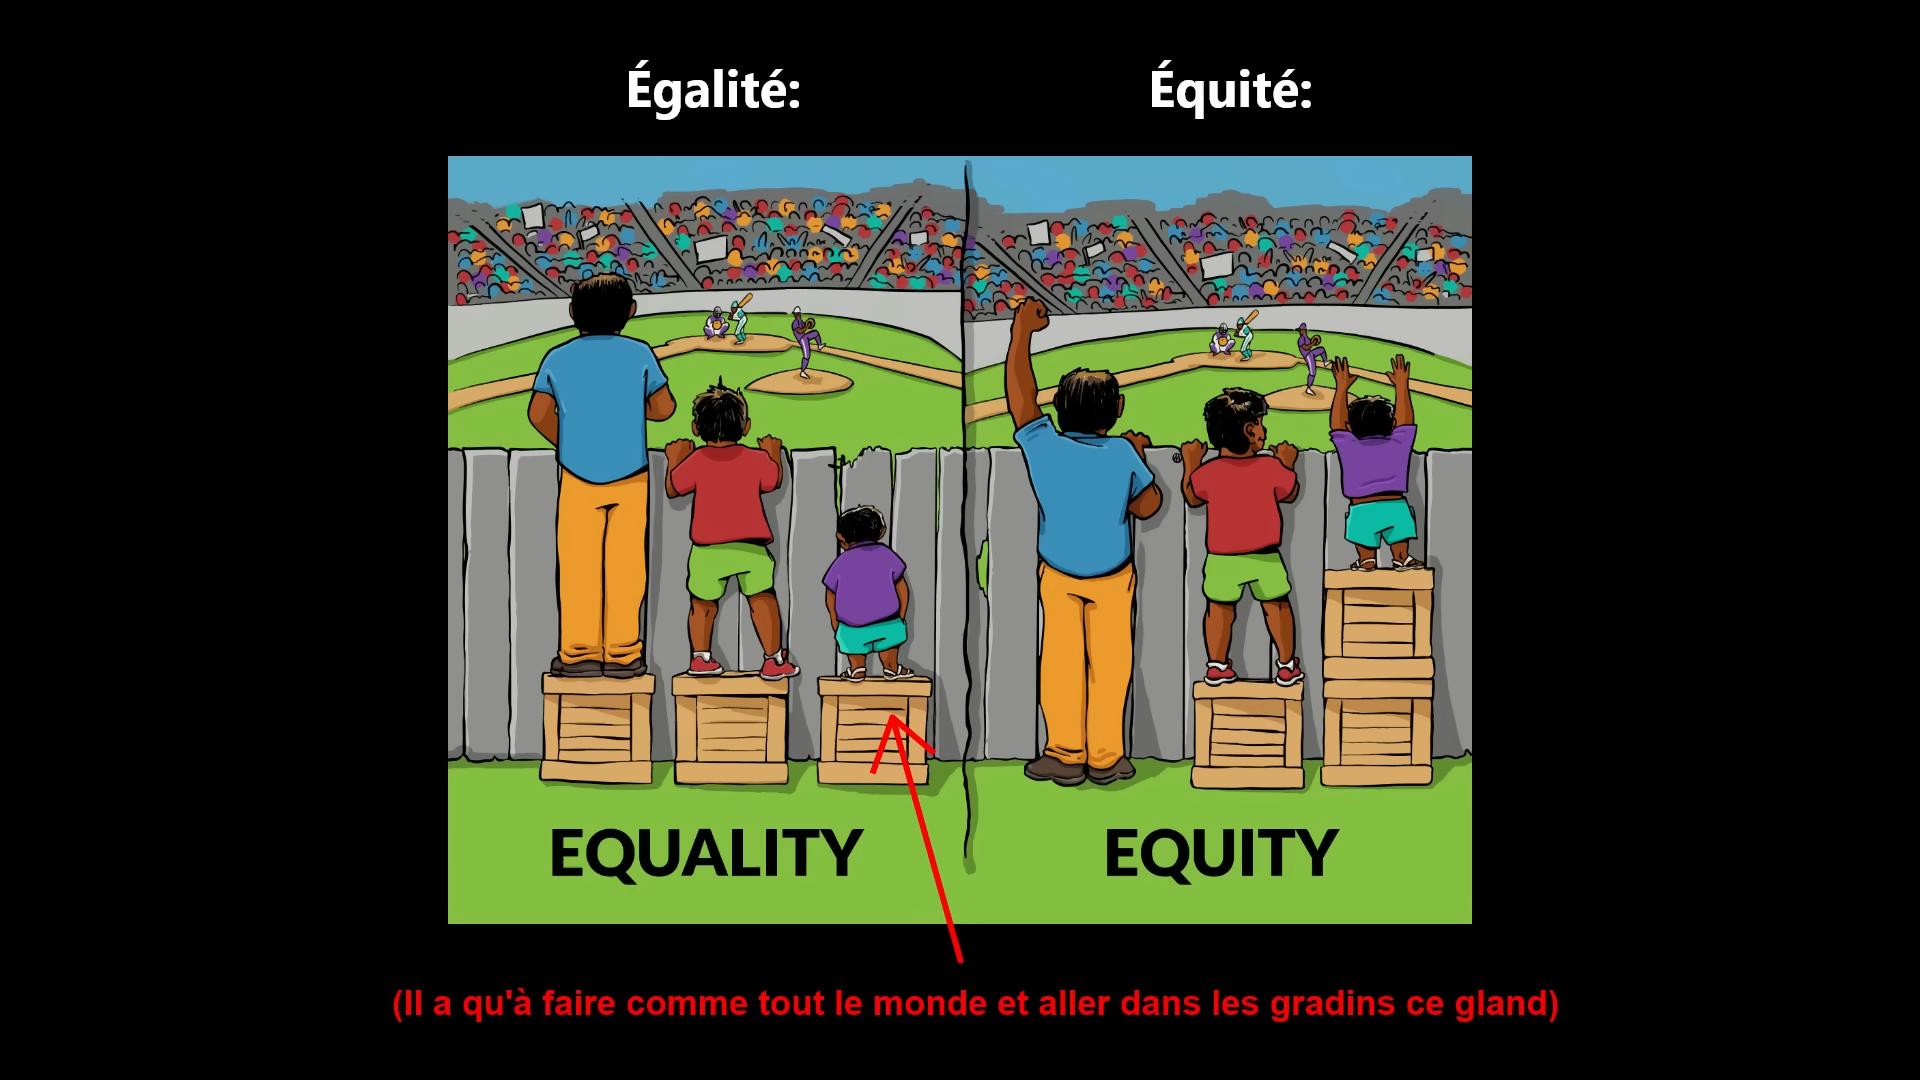 Égalité:
Équité:
EQUALITY
EQUITY
(Il a qu'à faire comme tout le monde et aller dans les gradins ce gland)